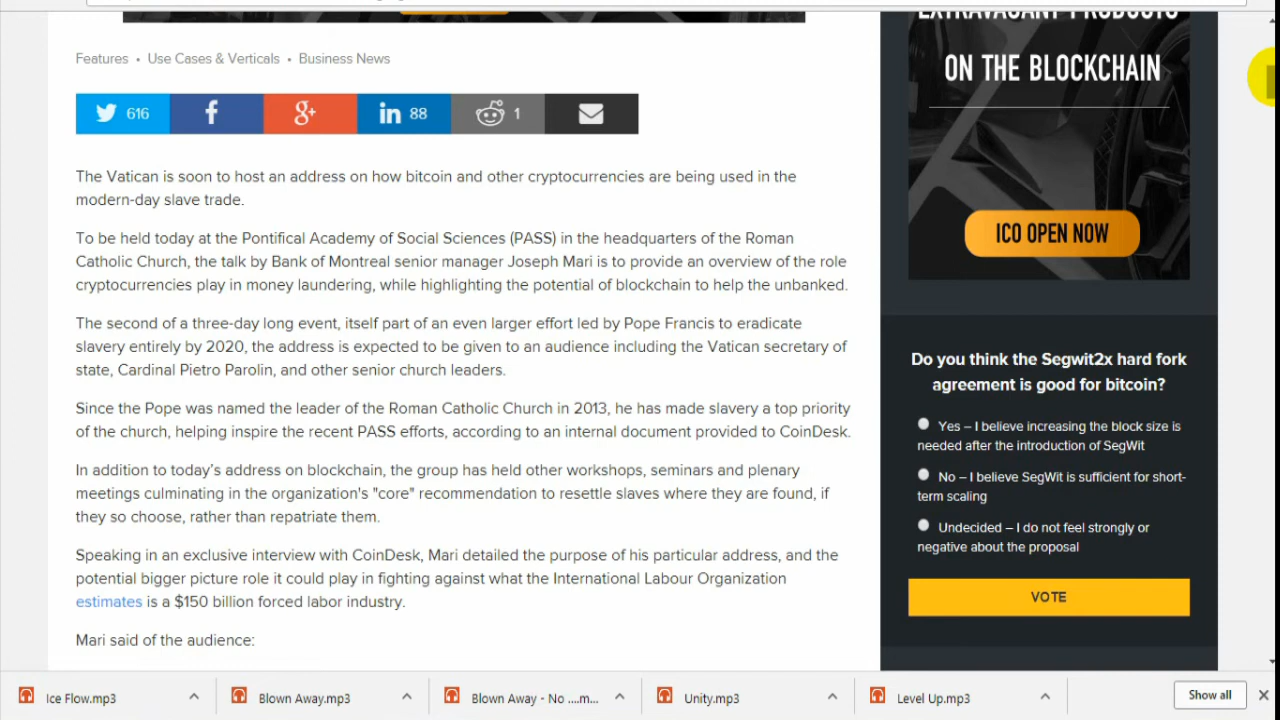 EXTRAVAGANT PRODUCTS
ON THE BLOCKCHAIN
ICO OPEN NOW
Features • Use Cases & Verticals • Business News
616
f
g+
in 88
1
The Vatican is soon to host an address on how bitcoin and other cryptocurrencies are being used in the
modern-day slave trade.
To be held today at the Pontifical Academy of Social Sciences (PASS) in the headquarters of the Roman
Catholic Church, the talk by Bank of Montreal senior manager Joseph Mari is to provide an overview of the role
cryptocurrencies play in money laundering, while highlighting the potential of blockchain to help the unbanked.
The second of a three-day long event, itself part of an even larger effort led by Pope Francis to eradicate
slavery entirely by 2020, the address is expected to be given to an audience including the Vatican secretary of
state, Cardinal Pietro Parolin, and other senior church leaders.
Since the Pope was named the leader of the Roman Catholic Church in 2013, he has made slavery a top priority
of the church, helping inspire the recent PASS efforts, according to an internal document provided to CoinDesk.
In addition to today's address on blockchain, the group has held other workshops, seminars and plenary
meetings culminating in the organization's "core" recommendation to resettle slaves where they are found, if
they so choose, rather than repatriate them.
Speaking in an exclusive interview with CoinDesk, Mari detailed the purpose of his particular address, and the
potential bigger picture role it could play in fighting against what the International Labour Organization
estimates is a $150 billion forced labor industry.
Mari said of the audience:
Do you think the Segwit2x hard fork
agreement is good for bitcoin?
Yes – I believe increasing the block size is
needed after the introduction of SegWit
No – I believe SegWit is sufficient for short-
term scaling
Undecided – I do not feel strongly or
negative about the proposal
VOTE
Ice Flow.mp3
Blown Away.mp3
Blown Away - No ....m...
Unity.mp3
Level Up.mp3
Show all